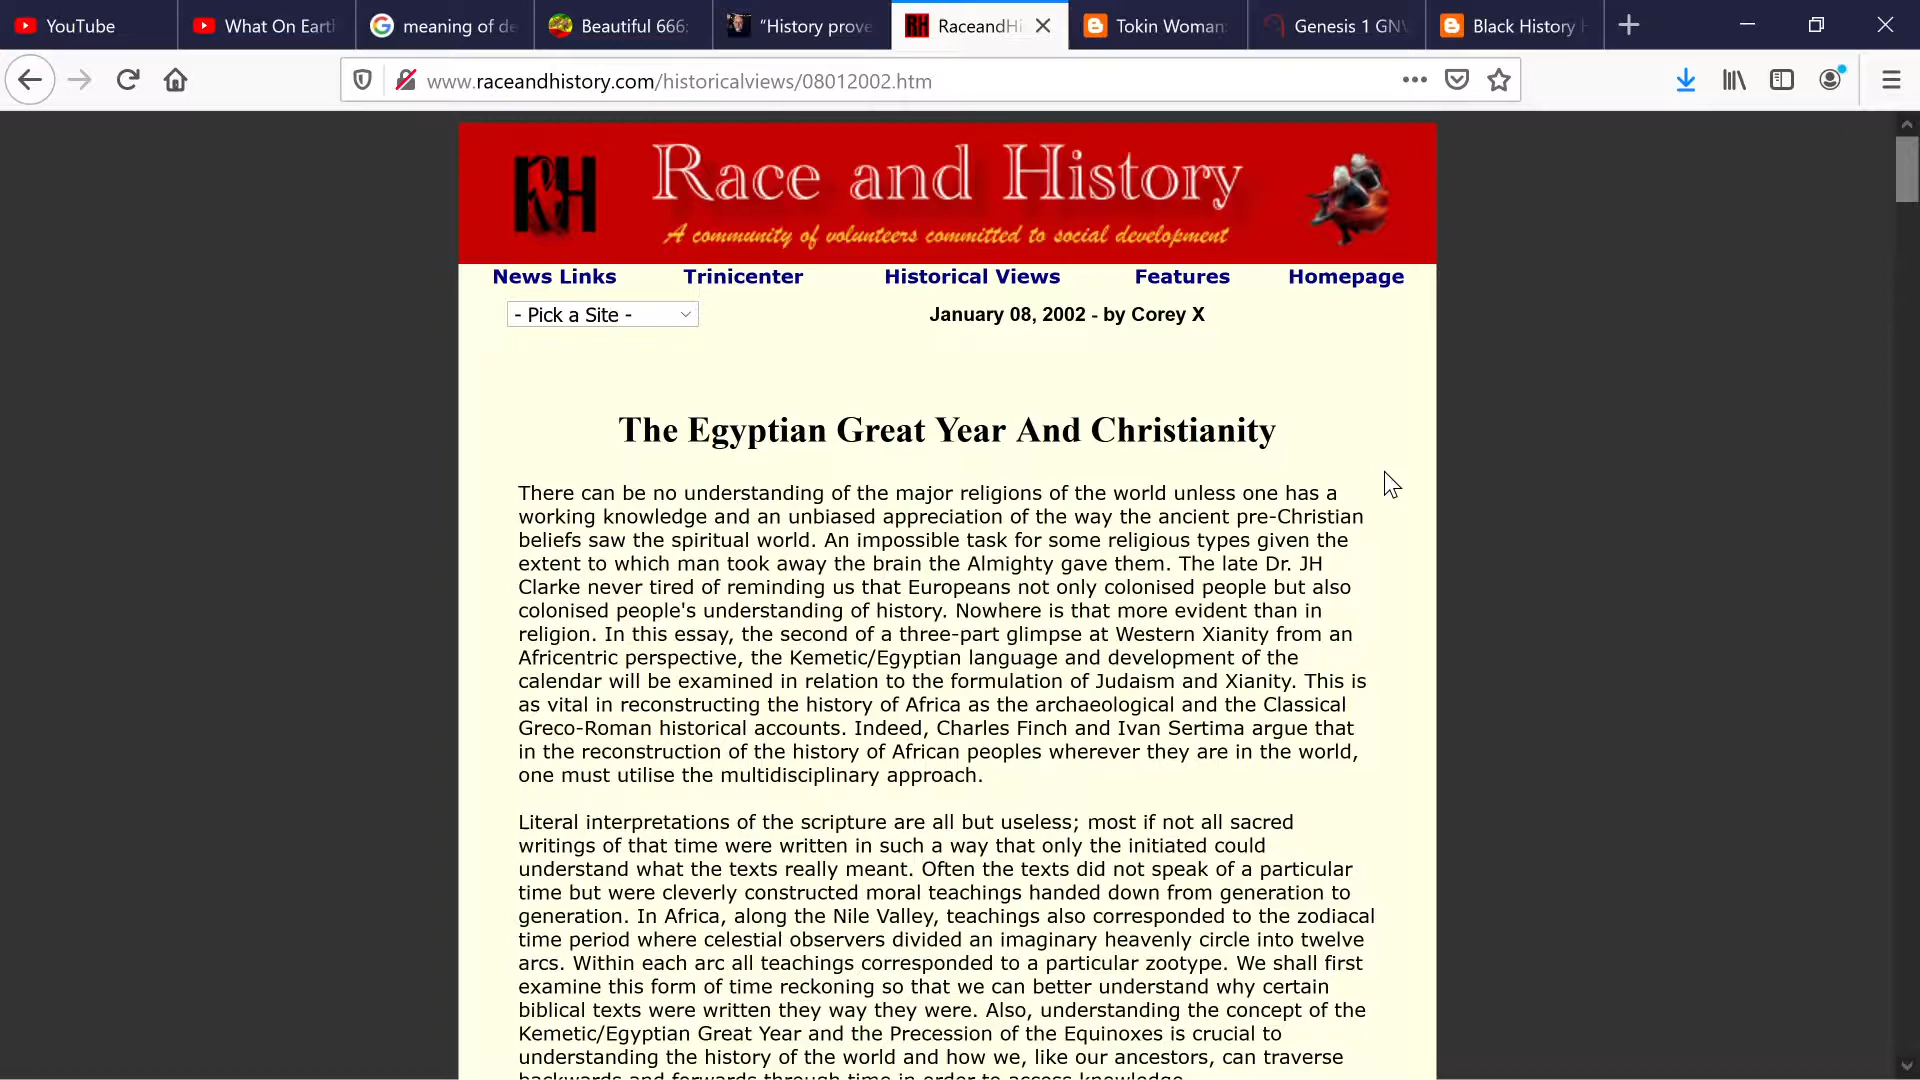 YouTube
What On Eart
meaning of de
Beautiful 666:
"History prove
RaceandHi
Tokin Woman:
Genesis 1 GN
Black History
www.raceandhistory.com/historicalviews/08012002.htm
RH
Race and History
A community of volunteers committed to social development
News Links Trinicenter Historical Views Features Homepage
- Pick a Site -
January 08, 2002 - by Corey X
The Egyptian Great Year And Christianity
There can be no understanding of the major religions of the world unless one has a
working knowledge and an unbiased appreciation of the way the ancient pre-Christian
beliefs saw the spiritual world. An impossible task for some religious types given the
extent to which man took away the brain the Almighty gave them. The late Dr. JH
Clarke never tired of reminding us that Europeans not only colonised people but also
colonised people's understanding of history. Nowhere is that more evident than in
religion. In this essay, the second of a three-part glimpse at Western Xianity from an
Africentric perspective, the Kemetic/Egyptian language and development of the
calendar will be examined in relation to the formulation of Judaism and Xianity. This is
as vital in reconstructing the history of Africa as the archaeological and the Classical
Greco-Roman historical accounts. Indeed, Charles Finch and Ivan Sertima argue that
in the reconstruction of the history of African peoples wherever they are in the world,
one must utilise the multidisciplinary approach.
Literal interpretations of the scripture are all but useless; most if not all sacred
writings of that time were written in such a way that only the initiated could
understand what the texts really meant. Often the texts did not speak of a particular
time but were cleverly constructed moral teachings handed down from generation to
generation. In Africa, along the Nile Valley, teachings also corresponded to the zodiacal
time period where celestial observers divided an imaginary heavenly circle into twelve
arcs. Within each arc all teachings corresponded to a particular zootype. We shall first
examine this form of time reckoning so that we can better understand why certain
biblical texts were written they way they were. Also, understanding the concept of the
Kemetic/Egyptian Great Year and the Precession of the Equinoxes is crucial to
understanding the history of the world and how we, like our ancestors, can traverse
backwards and forwards through time in order to access knowledge.